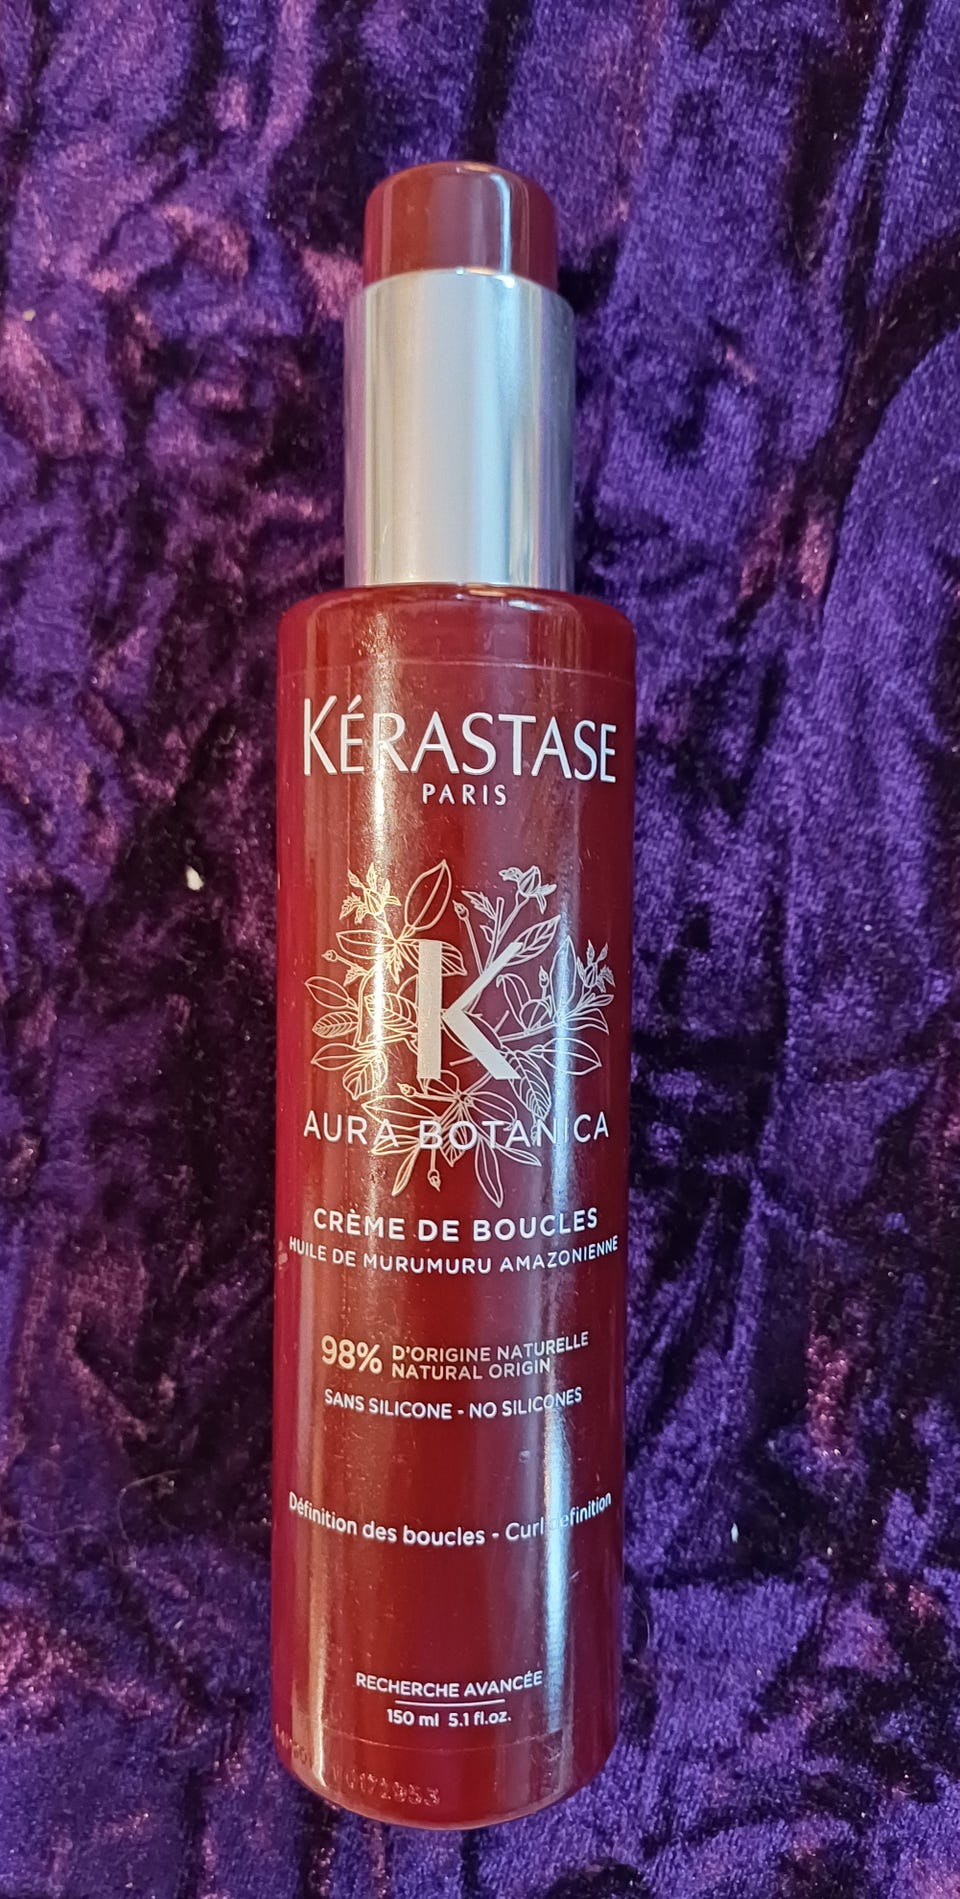 KÉRASTASE
PARIS
K
AURA BOTANICA
CRÈME DE BOUCLES
HUILE DE MURUMURU AMAZONIENNE
98% D'ORIGINE NATURELLE
NATURAL ORIGIN
SANS SILICONE - NO SILICONES
Définition des boucles - Curl definition
RECHERCHE AVANCÉE
150 ml 5.1 fl.oz.